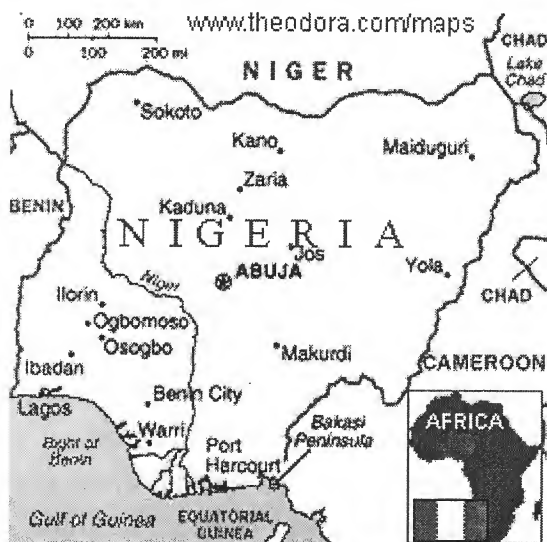 0 100 200 km
0 100 200 mi
www.theodora.com/maps
CHAD
Lake
Chad
NIGER
Sokoto
Kano
Maiduguri
Zaria
BENIN
Kaduna
NIGERIA
Jos
Niger
ABUJA
Yola
CHAD
Ilorin
Ogbomoso
Osogbo
Ibadan
Makurdi
CAMEROON
Lagos
Benin City
AFRICA
Bight of
Benin
Warri
Port
Harcourt
Bakasi
Peninsula
Gulf of Guinea
EQUATORIAL
GUINEA